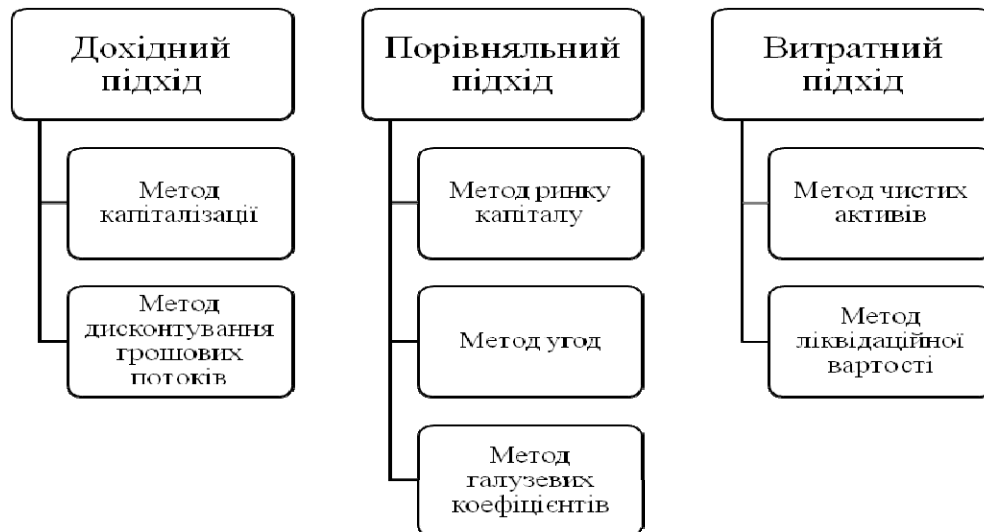 Дохідний
підхід
Метод
капіталізації
Метод
дисконтування
грошових
потоків
Порівняльний
підхід
Метод ринку
капіталу
Метод угод
Метод
галузевих
коефіцієнтів
Витратний
підхід
Метод чистих
активів
Метод
ліквідаційної
вартості